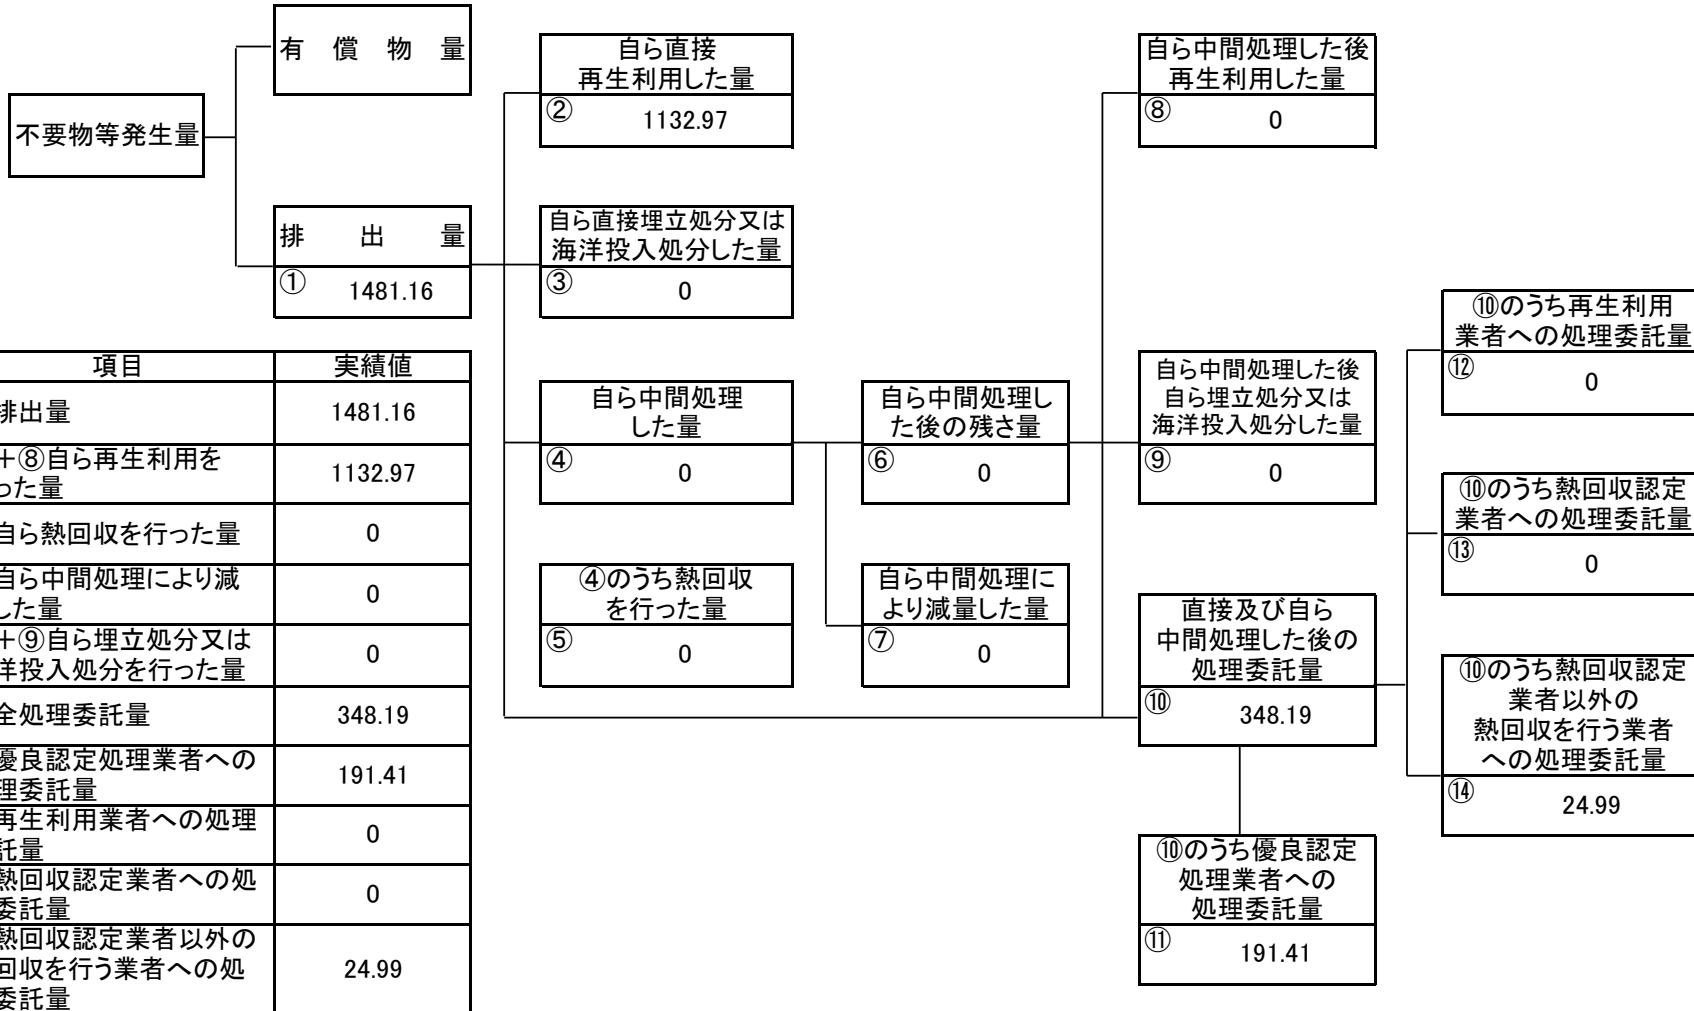 有 償 物 量
不要物等発生量
排 出 量
① 1481.16
自ら直接
再生利用した量
② 1132.97
自ら直接埋立処分又は
海洋投入処分した量
③ 0
自ら中間処理
した量
④ 0
④のうち熱回収
を行った量
⑤ 0
自ら中間処理し
た後の残さ量
⑥ 0
自ら中間処理に
より減量した量
⑦ 0
自ら中間処理した後
再生利用した量
⑧ 0
自ら中間処理した後
自ら埋立処分又は
海洋投入処分した量
⑨ 0
直接及び自ら
中間処理した後の
処理委託量
⑩ 348.19
⑩のうち優良認定
処理業者への
処理委託量
⑪ 191.41
⑩のうち再生利用
業者への処理委託量
⑫ 0
⑩のうち熱回収認定
業者への処理委託量
⑬ 0
⑩のうち熱回収認定
業者以外の
熱回収を行う業者
への処理委託量
⑭ 24.99
項目 実績値
排出量 1481.16
+⑧自ら再生利用を
った量 1132.97
自ら熱回収を行った量 0
自ら中間処理により減
した量 0
+⑨自ら埋立処分又は
洋投入処分を行った量 0
全処理委託量 348.19
優良認定処理業者への
理委託量 191.41
再生利用業者への処理
託量 0
熱回収認定業者への処
委託量 0
熱回収認定業者以外の
回収を行う業者への処
委託量 24.99